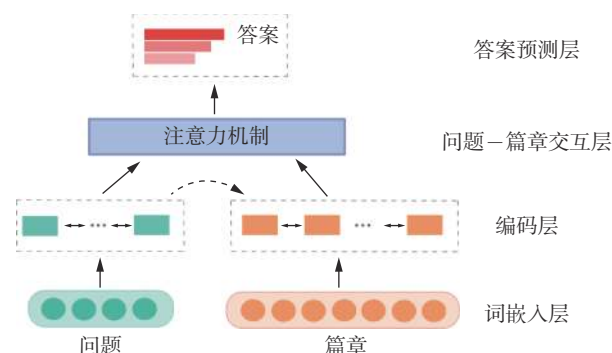 答案
答案预测层
注意力机制
问题－篇章交互层
…
…
编码层
词嵌入层
问题
篇章